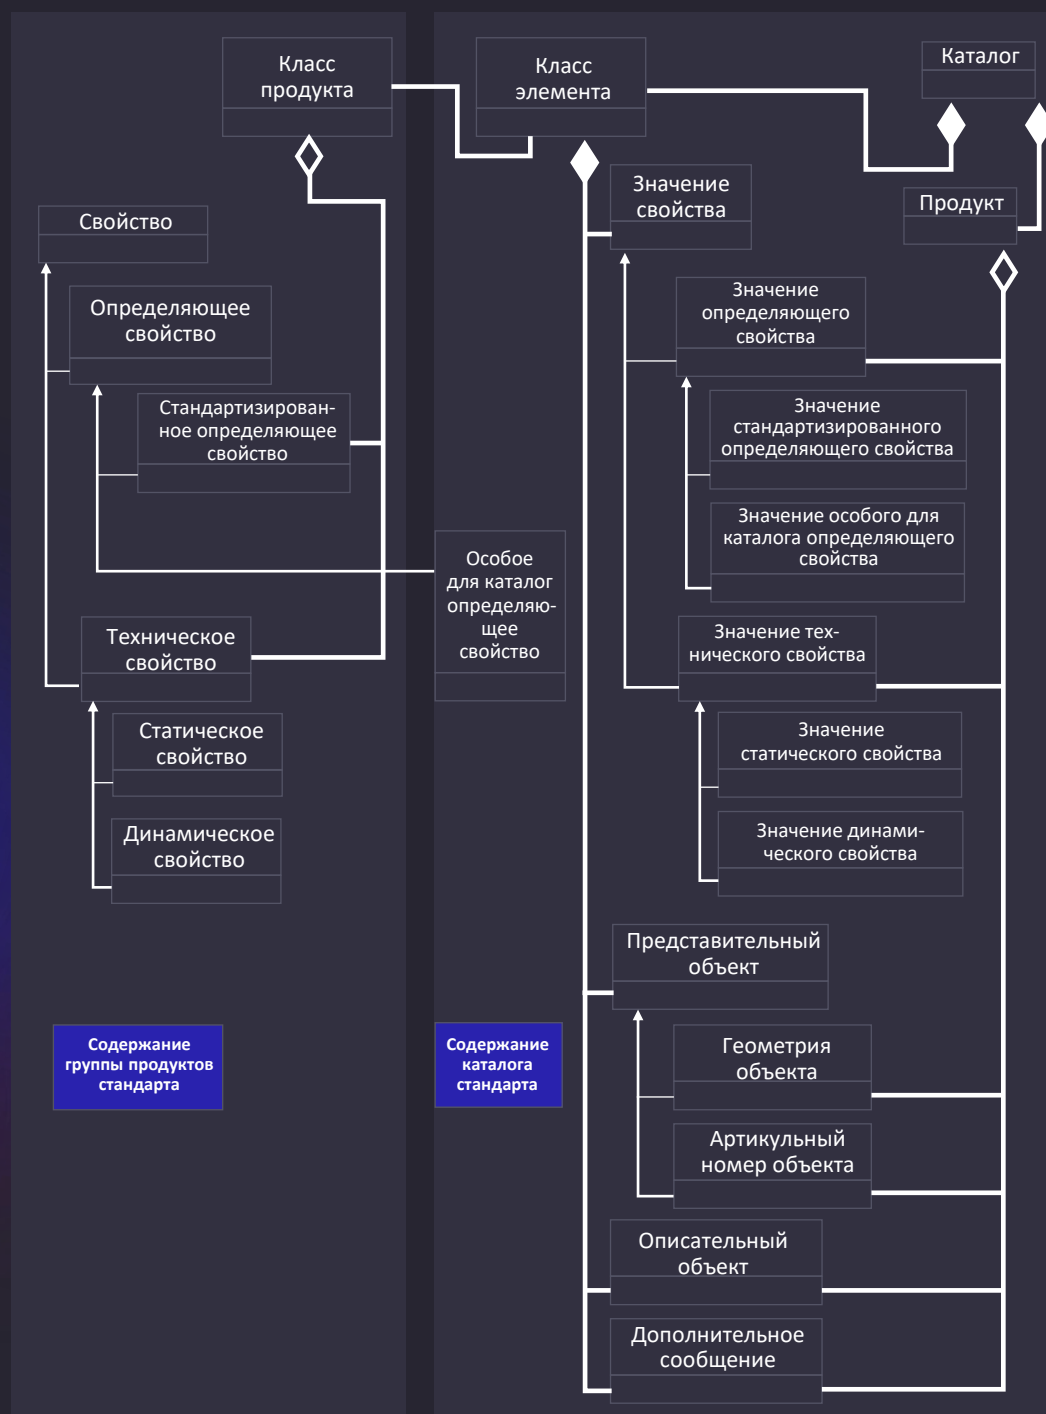 Класс
продукта
Свойство
Определяющее
свойство
Стандартизирован-
ное определяющее
свойство
Техническое
свойство
Статическое
свойство
Динамическое
свойство
Содержание
группы продуктов
стандарта
Класс
элемента
Каталог
Продукт
Значение
свойства
Значение
определяющего
свойства
Значение
стандартизированного
определяющего свойства
Значение особого для
каталога определяющего
свойства
Особое
для каталог
определяю-
щее
свойство
Значение тех-
нического свойства
Значение
статического свойства
Значение динами-
ческого свойства
Представительный
объект
Геометрия
объекта
Артикульный
номер объекта
Описательный
объект
Дополнительное
сообщение
Содержание
каталога
стандарта